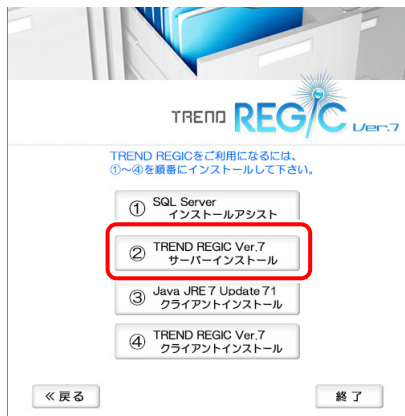 TREND REGIC Ver.7
TREND REGICをご利用になるには、
①～④を順番にインストールして下さい。
① SQL Server
インストールアシスト
② TREND REGIC Ver.7
サーバーインストール
③ Java JRE 7 Update 71
クライアントインストール
④ TREND REGIC Ver.7
クライアントインストール
≪戻る
終了